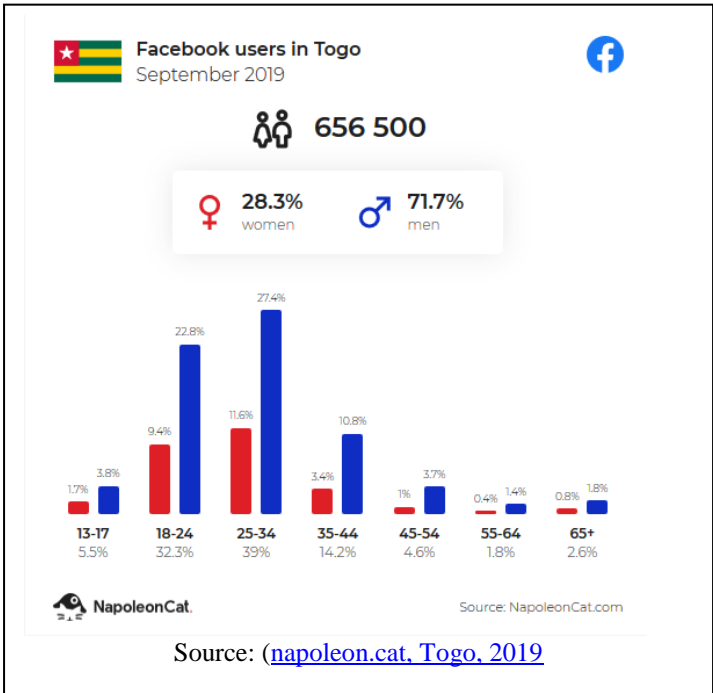 Facebook users in Togo
September 2019
656 500
28.3% 71.7%
women men
27.4%
22.8%
11.6%
10.8%
9.4%
3.8% 3.4% 3.7%
1.7% 1% 0.4% 1.4% 0.8% 1.8%
13-17 18-24 25-34 35-44 45-54 55-64 65+
5.5% 32.3% 39% 14.2% 4.6% 1.8% 2.6%
NapoleonCat. Source: NapoleonCat.com
Source: (napoleon.cat, Togo, 2019